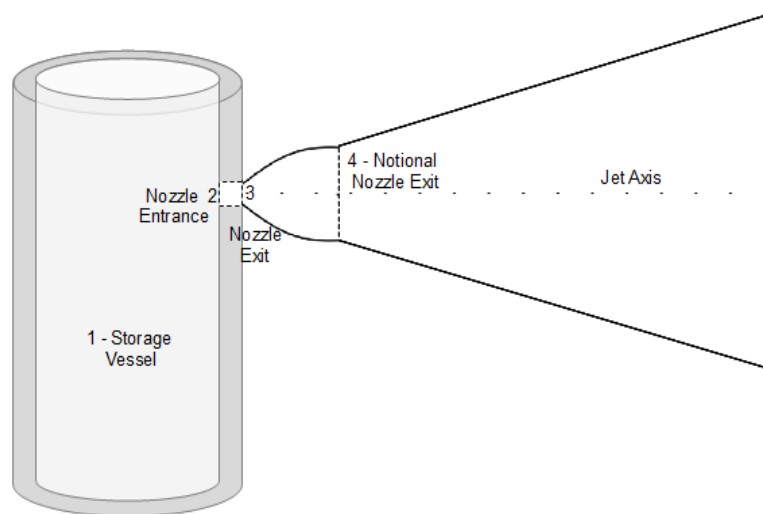 4 - Notional
Nozzle Exit
Jet Axis
Nozzle 2
Entrance
3
Nozzle
Exit
1 - Storage
Vessel